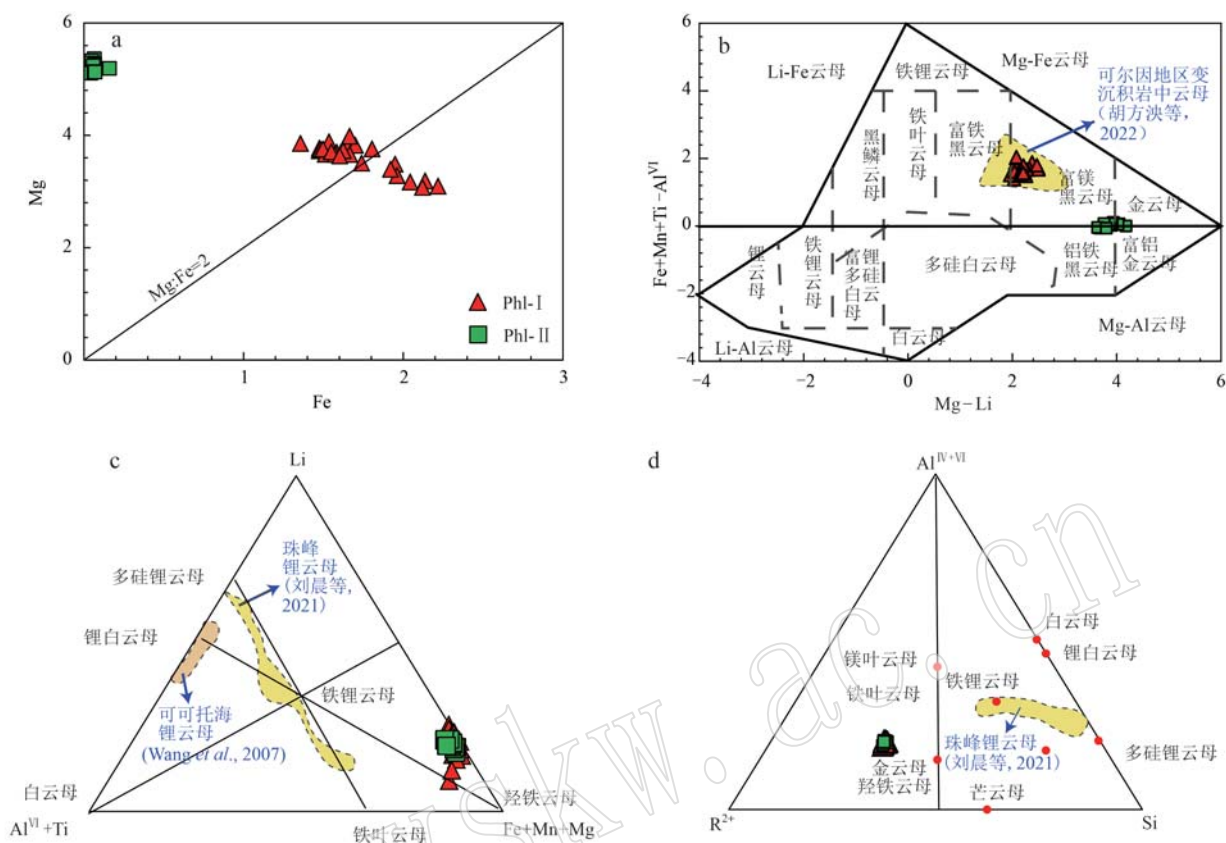 a
6
4
2
0
Mg
Mg:Fe=2
Phl-Ⅰ
Phl-Ⅱ
1
2
3
Fe
b
6
4
2
0
−2
−4
Fe+Mn+Ti−Al^VI
Li-Fe云母
铁锂云母
Mg-Fe云母
可尔因地区变
沉积岩中云母
(胡方泱等,
2022)
黑鳞云母
铁叶云母
富铁
黑云母
富镁
黑云母
金云母
锂云母
铁锂云母
富锂
多硅
白云
母
多硅白云母
铝铁
黑云母
富铝
金云母
白云母
Li-Al云母
Mg-Al云母
−4
−2
0
2
4
6
Mg−Li
c
Li
珠峰
锂云母
(刘晨等,
2021)
多硅锂云母
锂白云母
铁锂云母
可可托海
锂云母
(Wang et al., 2007)
白云母
Al^VI+Ti
铁叶云母
羟铁云母
Fe+Mn+Mg
d
Al^IV+VI
白云母
锂白云母
镁叶云母
铁叶云母
铁锂云母
珠峰锂云母
(刘晨等, 2021)
多硅锂云母
金云母
羟铁云母
芒云母
R^2+
Si
yskw.ac.cn